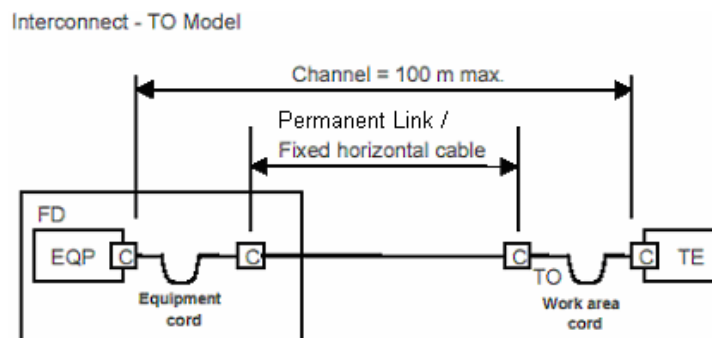 Interconnect - TO Model
Channel = 100 m max.
Permanent Link /
Fixed horizontal cable
FD
EQP
C
C
C
C
TE
TO
Equipment
cord
Work area
cord